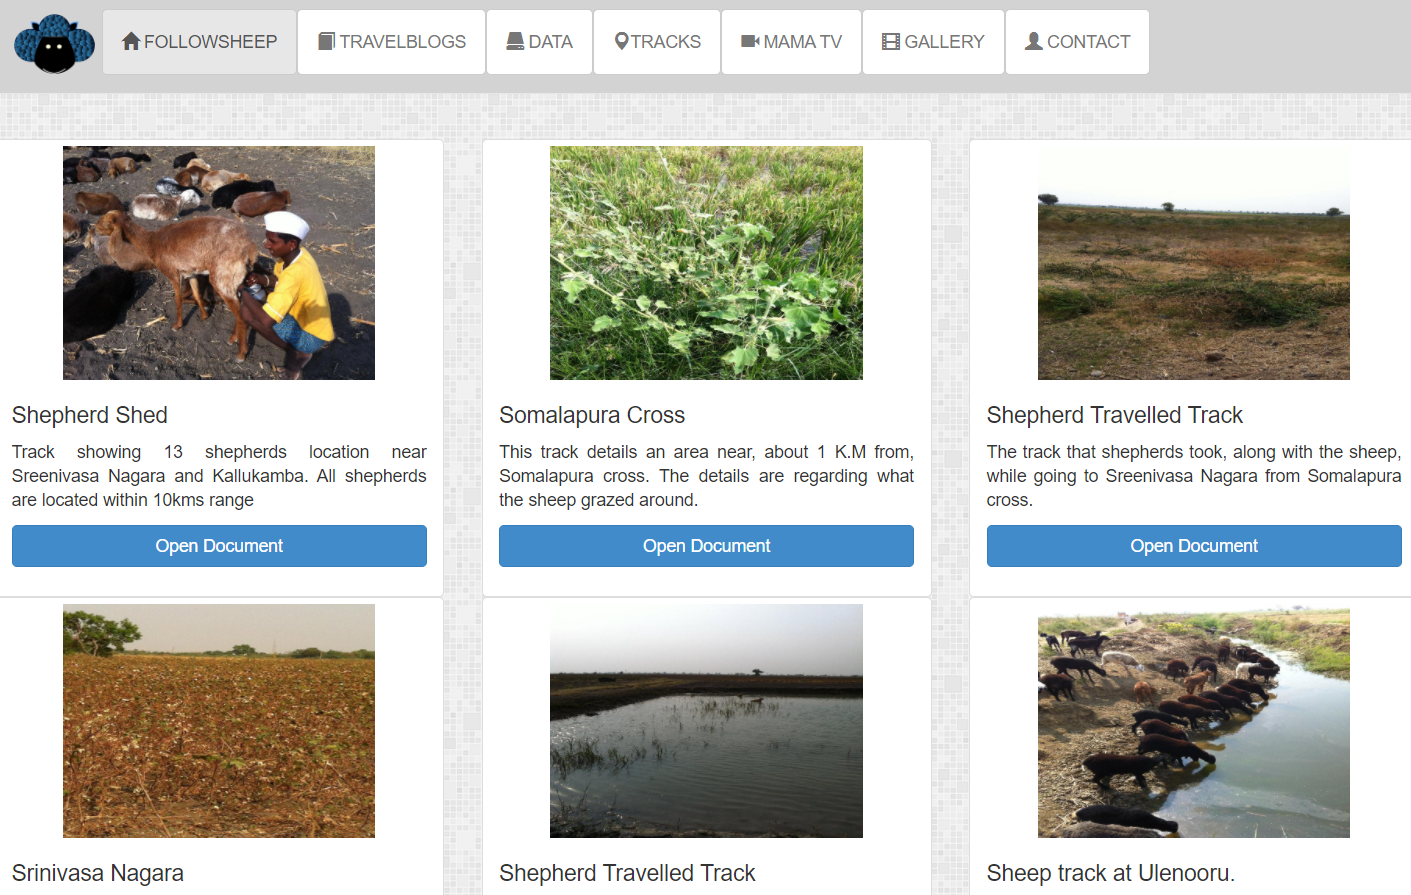 FOLLOWSHEEP TRAVELBLOGS DATA TRACKS MAMA TV GALLERY CONTACT
Shepherd Shed
Track showing 13 shepherds location near
Sreenivasa Nagara and Kallukamba. All shepherds
are located within 10kms range
Open Document
Somalapura Cross
This track details an area near, about 1 K.M from,
Somalapura cross. The details are regarding what
the sheep grazed around.
Open Document
Shepherd Travelled Track
The track that shepherds took, along with the sheep,
while going to Sreenivasa Nagara from Somalapura
cross.
Open Document
Srinivasa Nagara
Shepherd Travelled Track
Sheep track at Ulenooru.